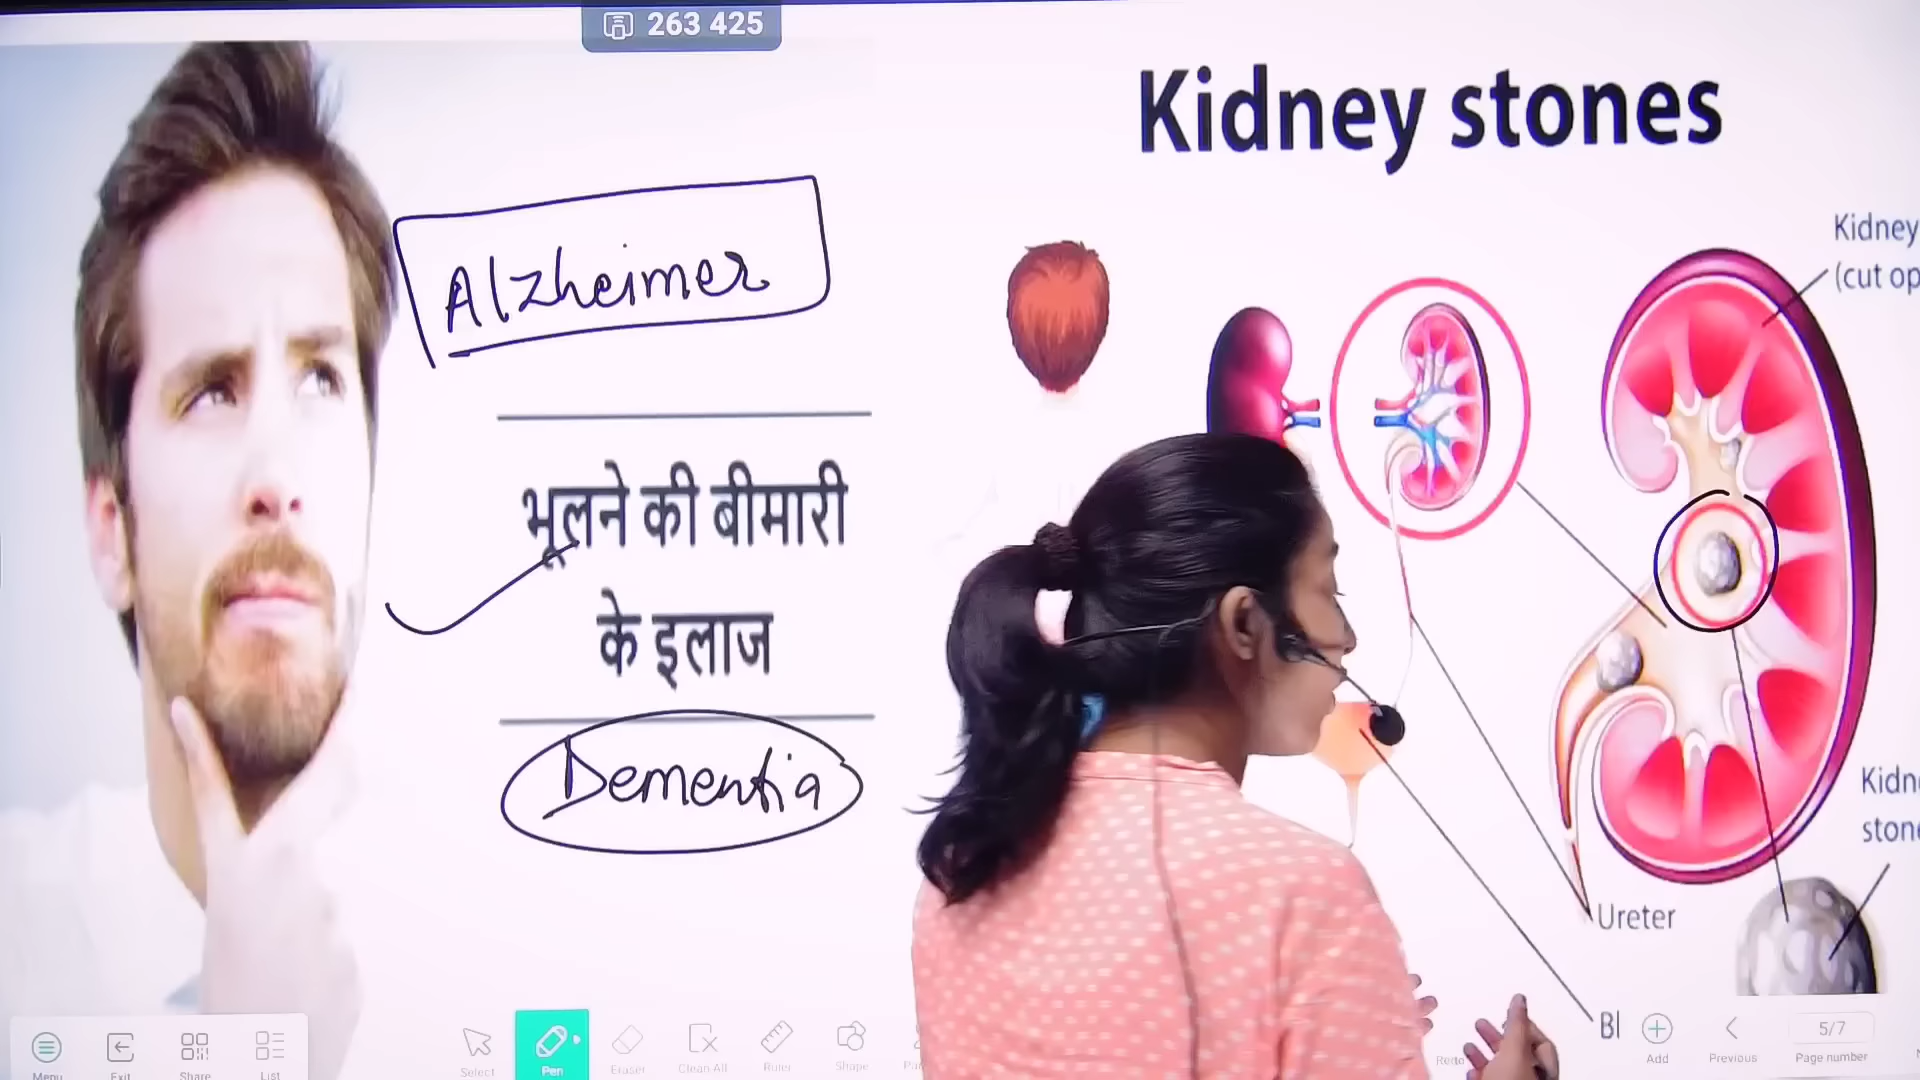 263 425
Kidney stones
Alzheimer
भूलने की बीमारी
के इलाज
Dementia
Kidney
(cut op
Kidn
stone
Ureter
Bl
Menu
Exit
Share
List
Select
Pen
Eraser
Clean All
Ruler
Shape
Redo
Add
Previous
5/7
Page number